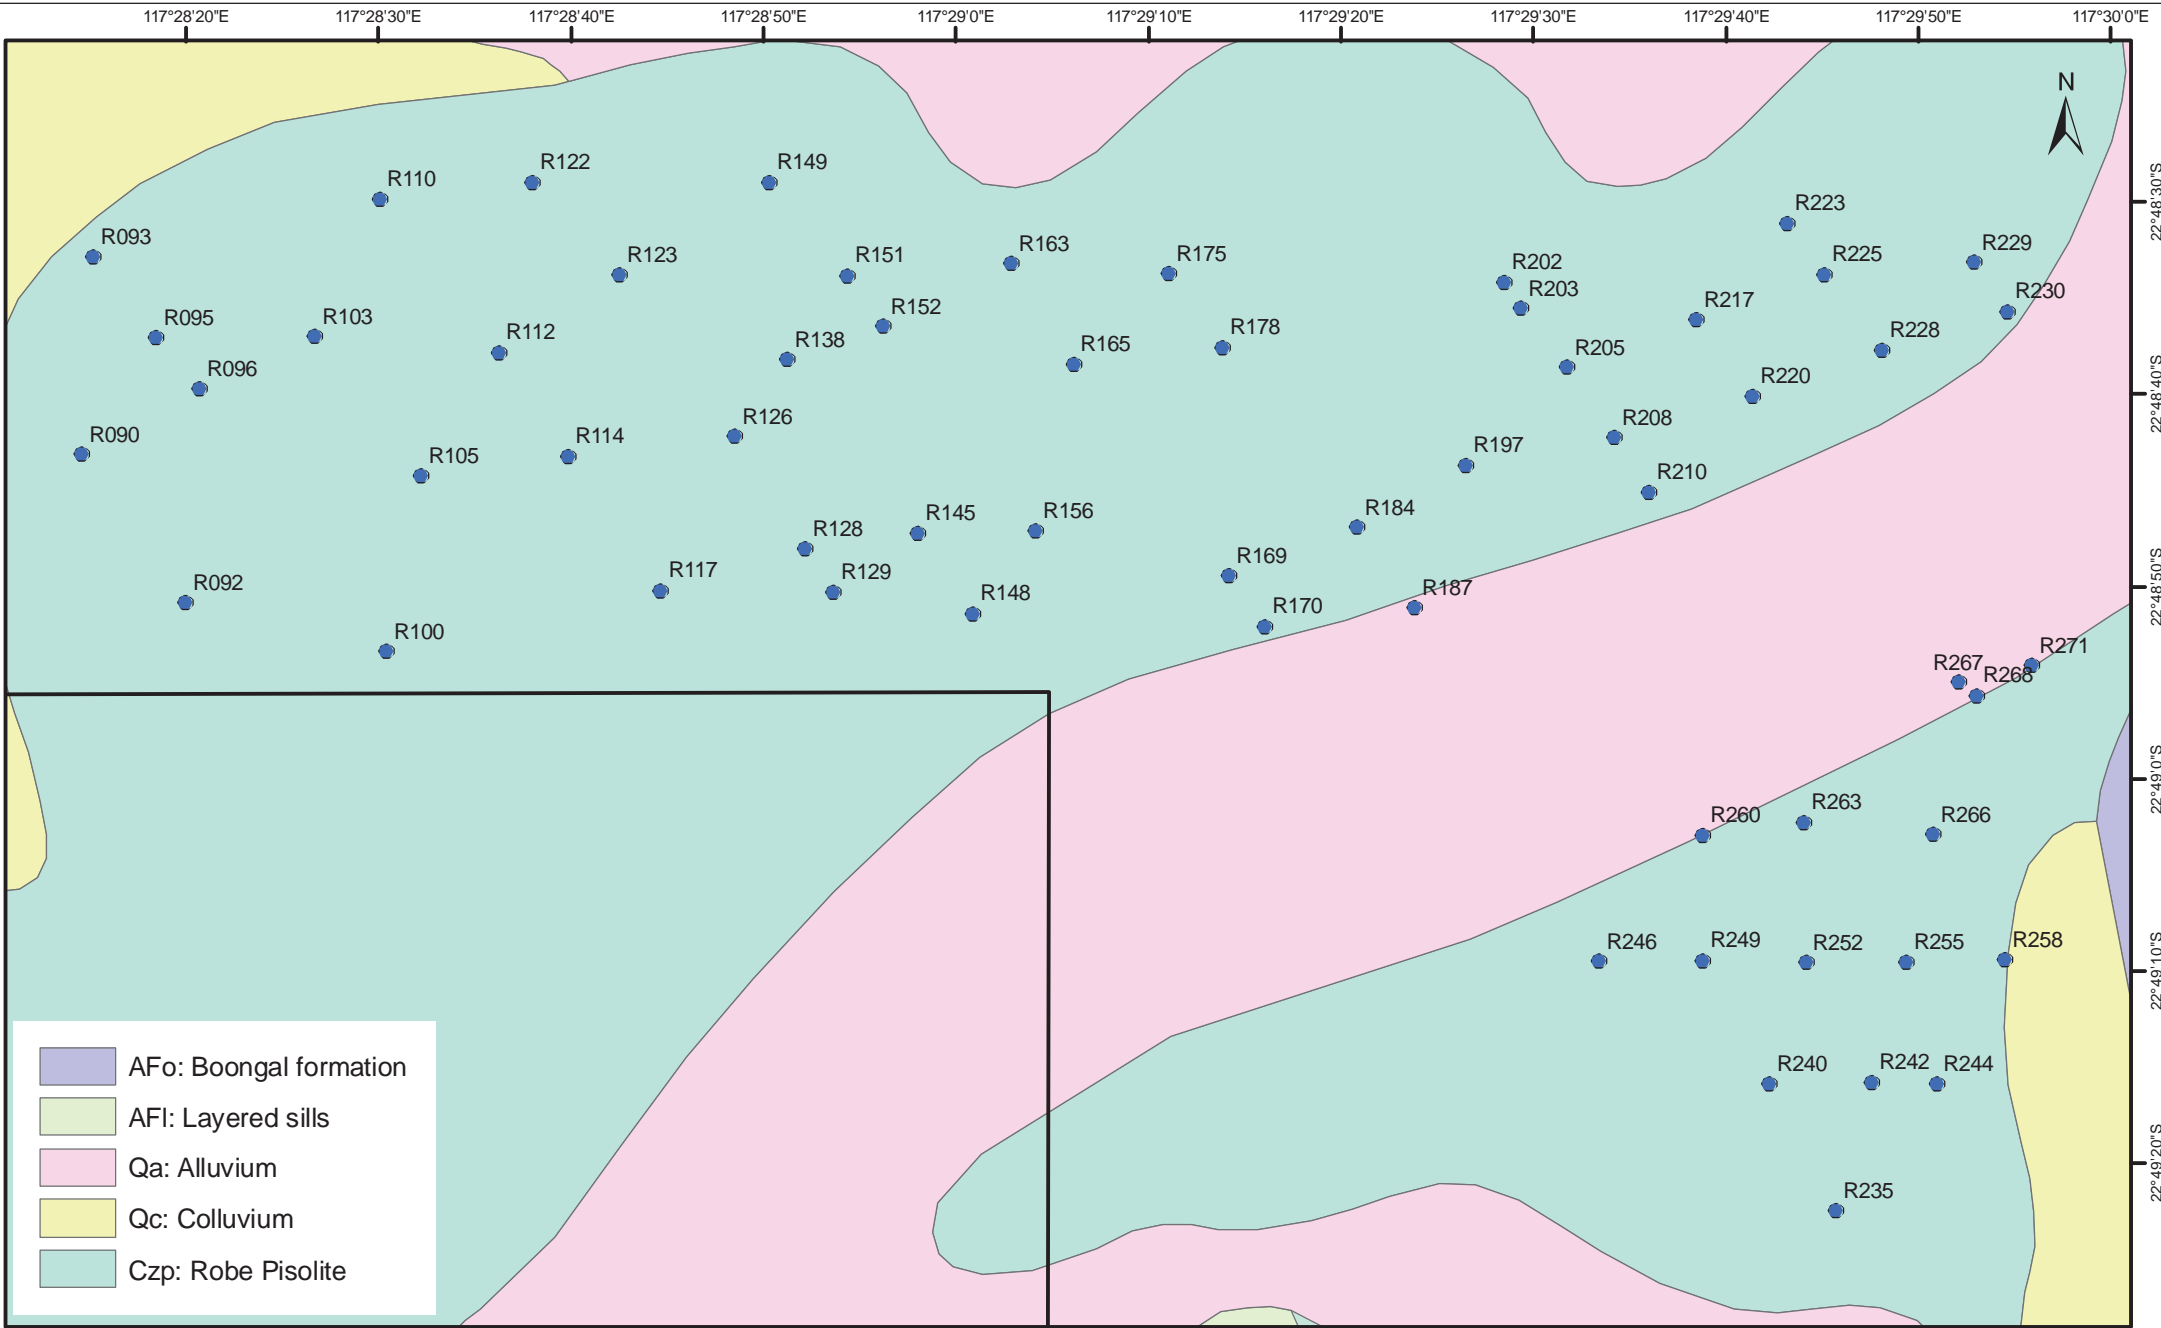 117°28'20"E 117°28'30"E 117°28'40"E 117°28'50"E 117°29'0"E 117°29'10"E 117°29'20"E 117°29'30"E 117°29'40"E 117°29'50"E 117°30'0"E
N
R122 R149
R110
22°48'30"S
R223
R093
R163 R229
R123 R151 R175 R202 R225
R203 R230
R152 R217
R095 R103
R112 R138 R165 R178 R205 R228
R096 R220
22°48'40"S
R126 R208
R090 R114
R105 R197
R210
R145 R156 R184
R128
R169
R117 R129
R092 R148 R187
22°48'50"S
R170
R100
R271
R267
R268
22°49'0"S
R263
R260 R266
R246 R249 R252 R255 R258
22°49'10"S
R240 R242 R244
22°49'20"S
R235
AFo: Boongal formation
AFl: Layered sills
Qa: Alluvium
Qc: Colluvium
Czp: Robe Pisolite